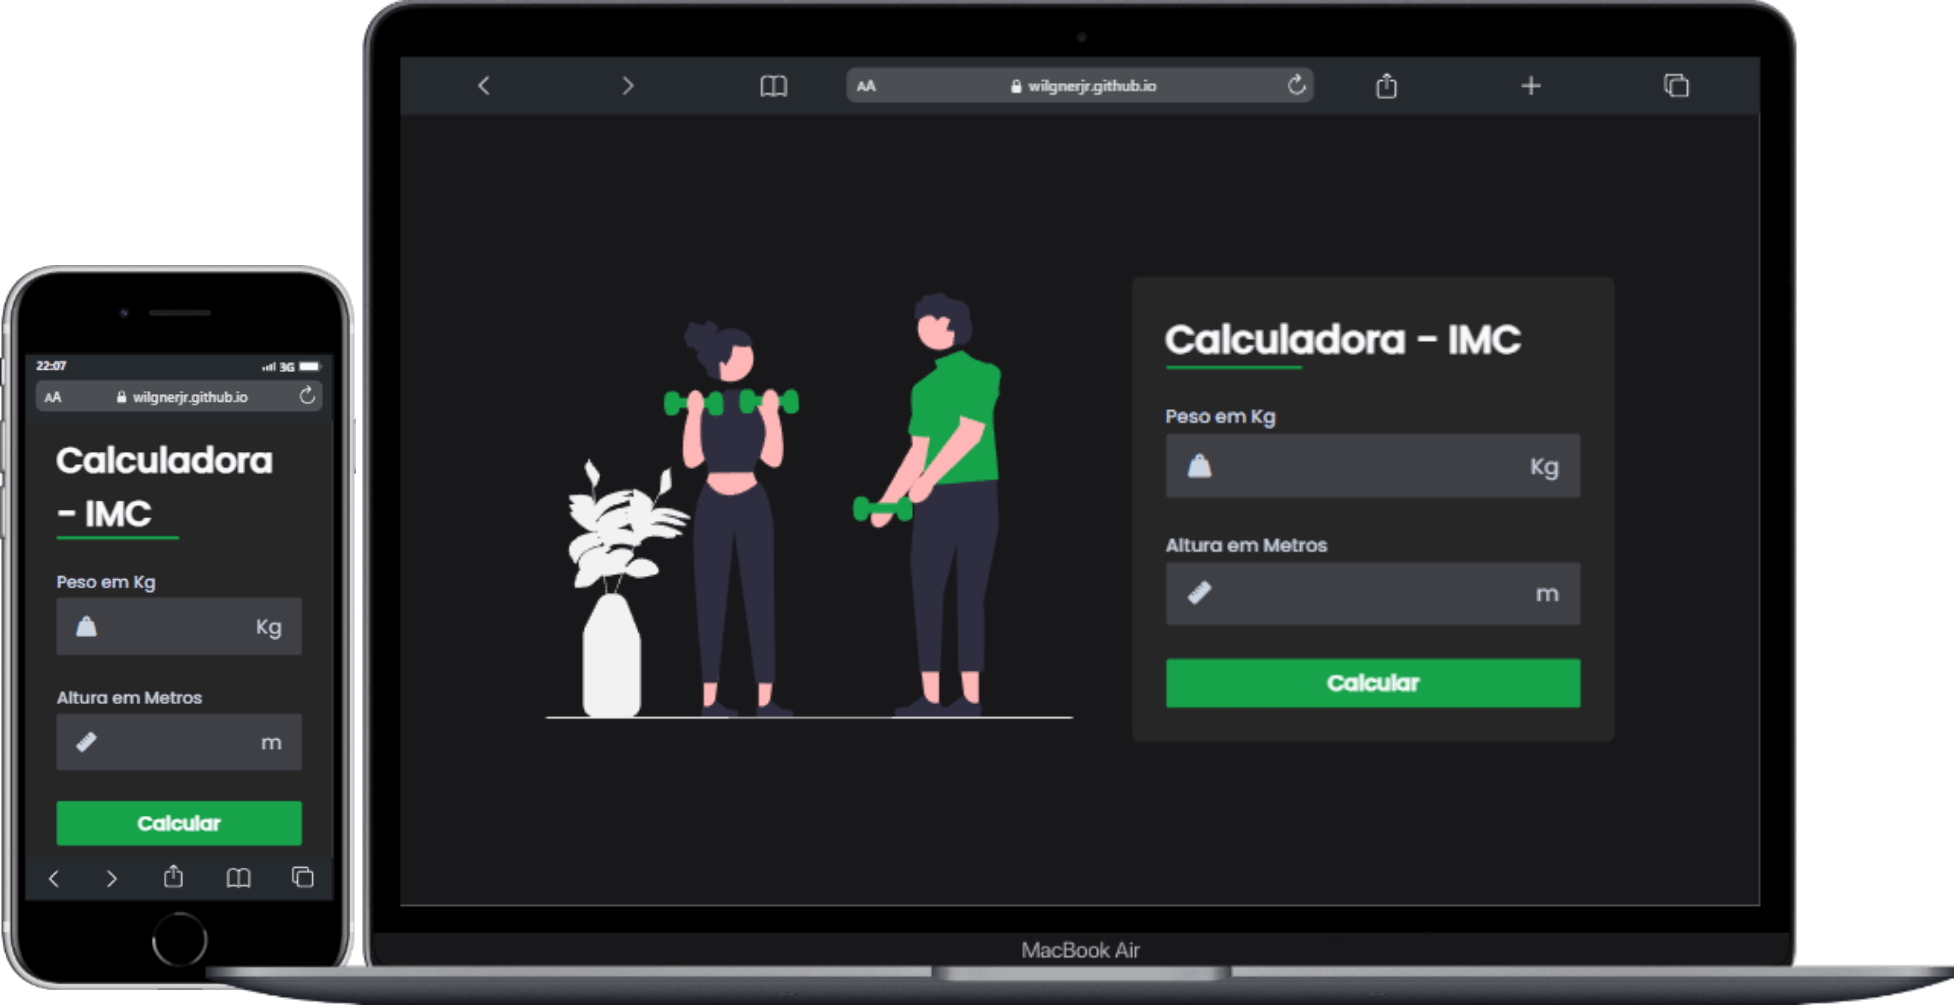 22:07
3G
AA
wilgnerjr.github.io
Calculadora
- IMC
Peso em Kg
Kg
Altura em Metros
m
Calcular
AA
wilgnerjr.github.io
Calculadora - IMC
Peso em Kg
Kg
Altura em Metros
m
Calcular
MacBook Air